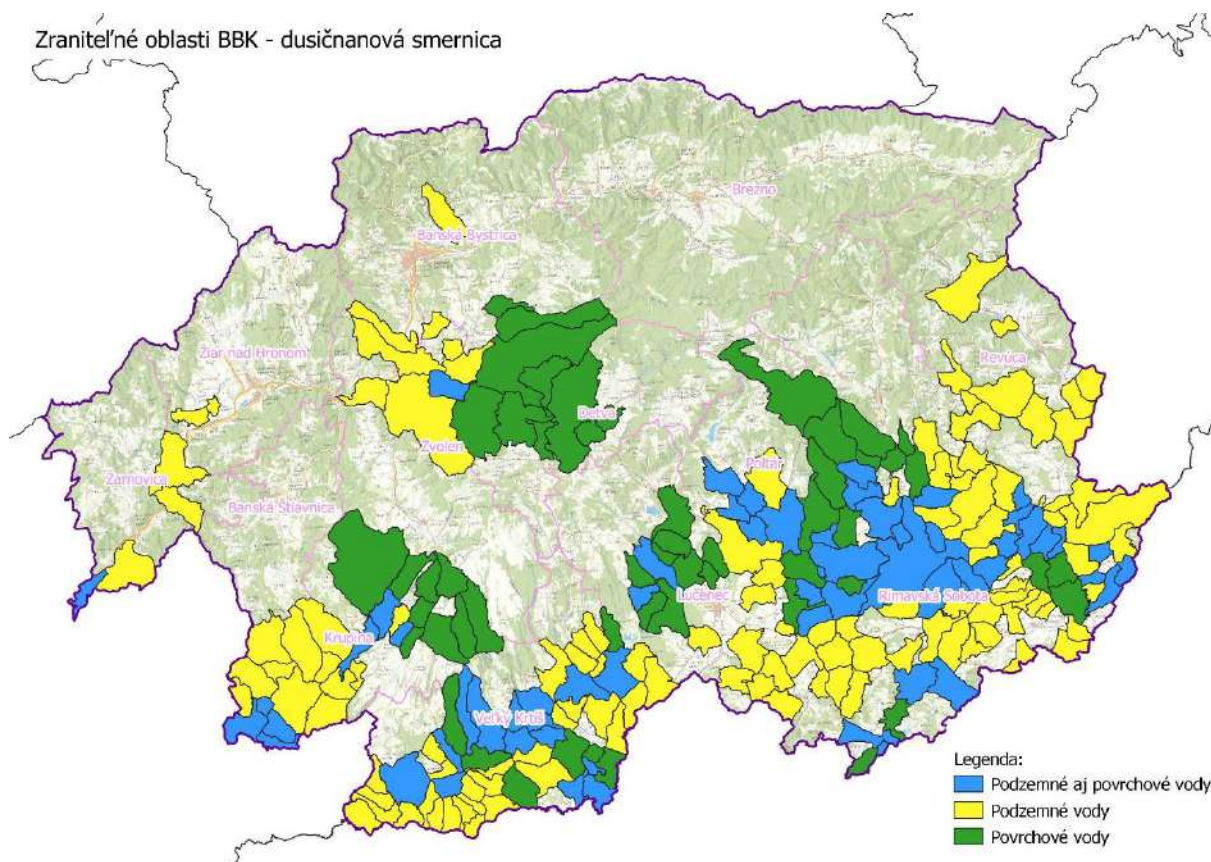 Zraniteľné oblasti BBK - dusičnanová smernica
Brezno
Banská Bystrica
Žiar nad Hronom
Revúca
Detva
Zvolen
Poltár
Žarnovica
Banská Štiavnica
Lučenec
Rimavská Sobota
Krupina
Veľký Krtíš
Legenda:
Podzemné aj povrchové vody
Podzemné vody
Povrchové vody